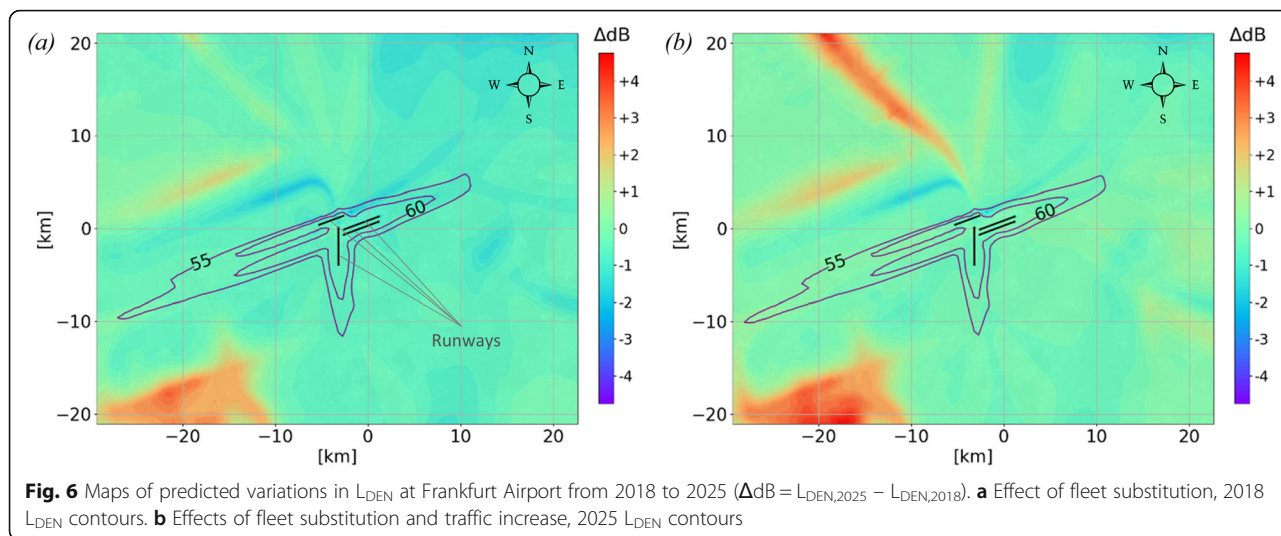 (a)
ΔdB
20
10
0
−10
−20
[km]
N
W E
S
55
60
Runways
−20
−10
0
10
20
[km]
+4
+3
+2
+1
0
-1
-2
-3
-4
(b)
ΔdB
20
10
0
−10
−20
[km]
N
W E
S
55
60
−20
−10
0
10
20
[km]
+4
+3
+2
+1
0
-1
-2
-3
-4
Fig. 6 Maps of predicted variations in LDEN at Frankfurt Airport from 2018 to 2025 (ΔdB = LDEN,2025 − LDEN,2018). a Effect of fleet substitution, 2018
LDEN contours. b Effects of fleet substitution and traffic increase, 2025 LDEN contours